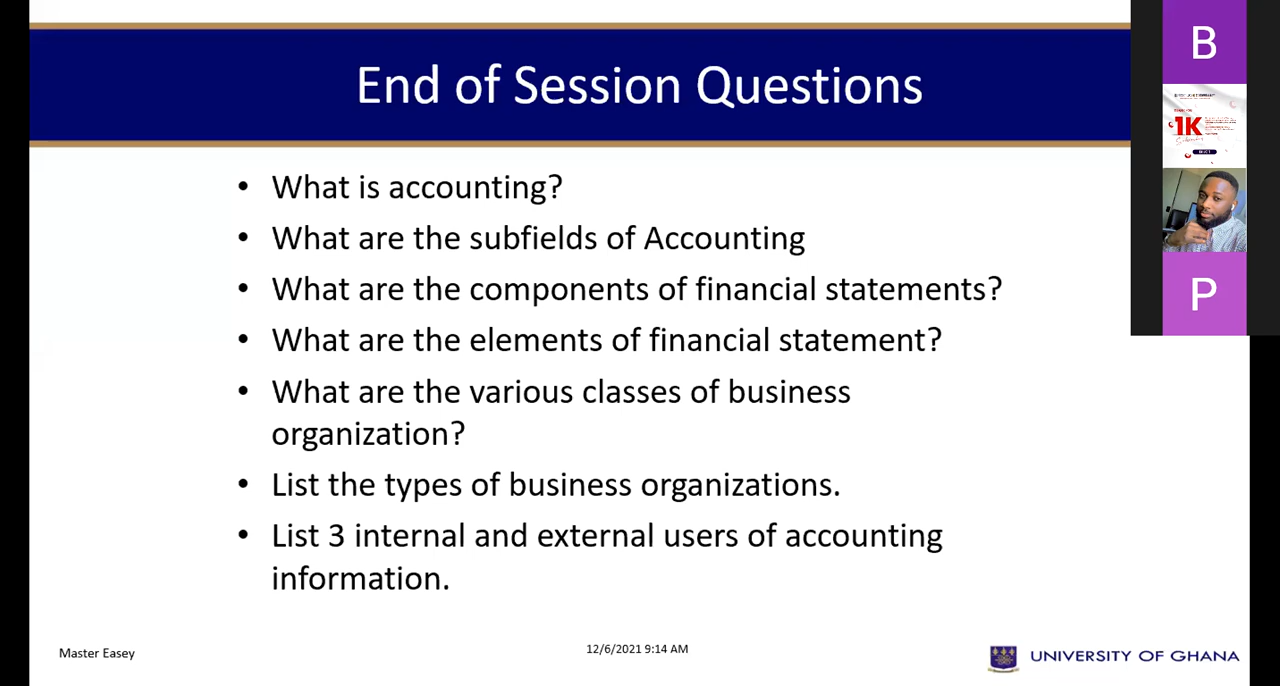 End of Session Questions
• What is accounting?
• What are the subfields of Accounting
• What are the components of financial statements?
• What are the elements of financial statement?
• What are the various classes of business
organization?
• List the types of business organizations.
• List 3 internal and external users of accounting
information.
Master Easey
12/6/2021 9:14 AM
UNIVERSITY OF GHANA
B
1K
P